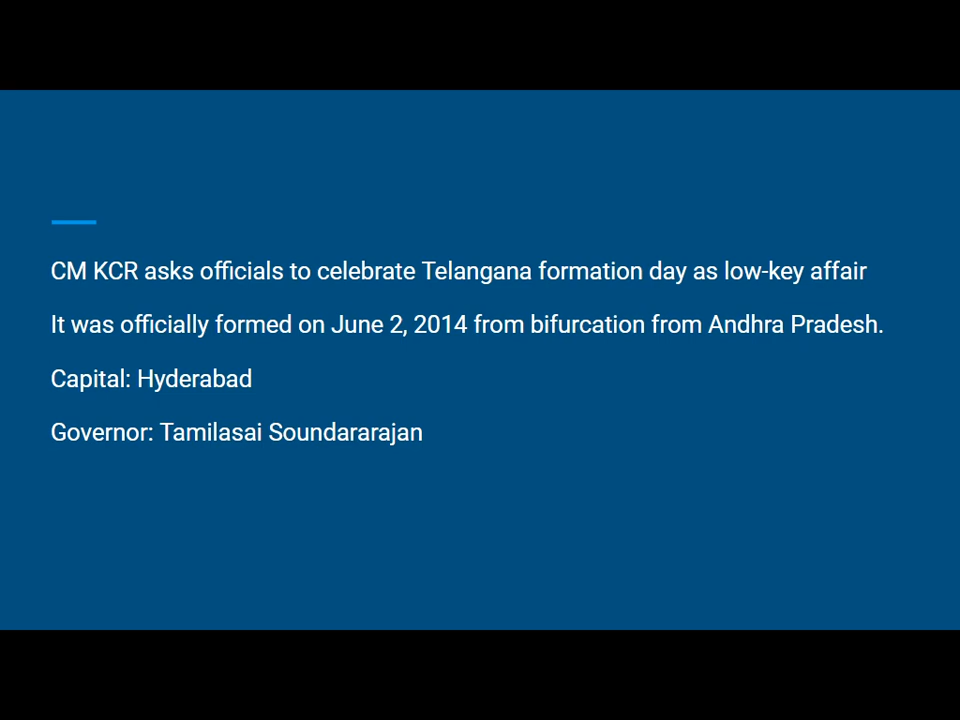 CM KCR asks officials to celebrate Telangana formation day as low-key affair
It was officially formed on June 2, 2014 from bifurcation from Andhra Pradesh.
Capital: Hyderabad
Governor: Tamilasai Soundararajan